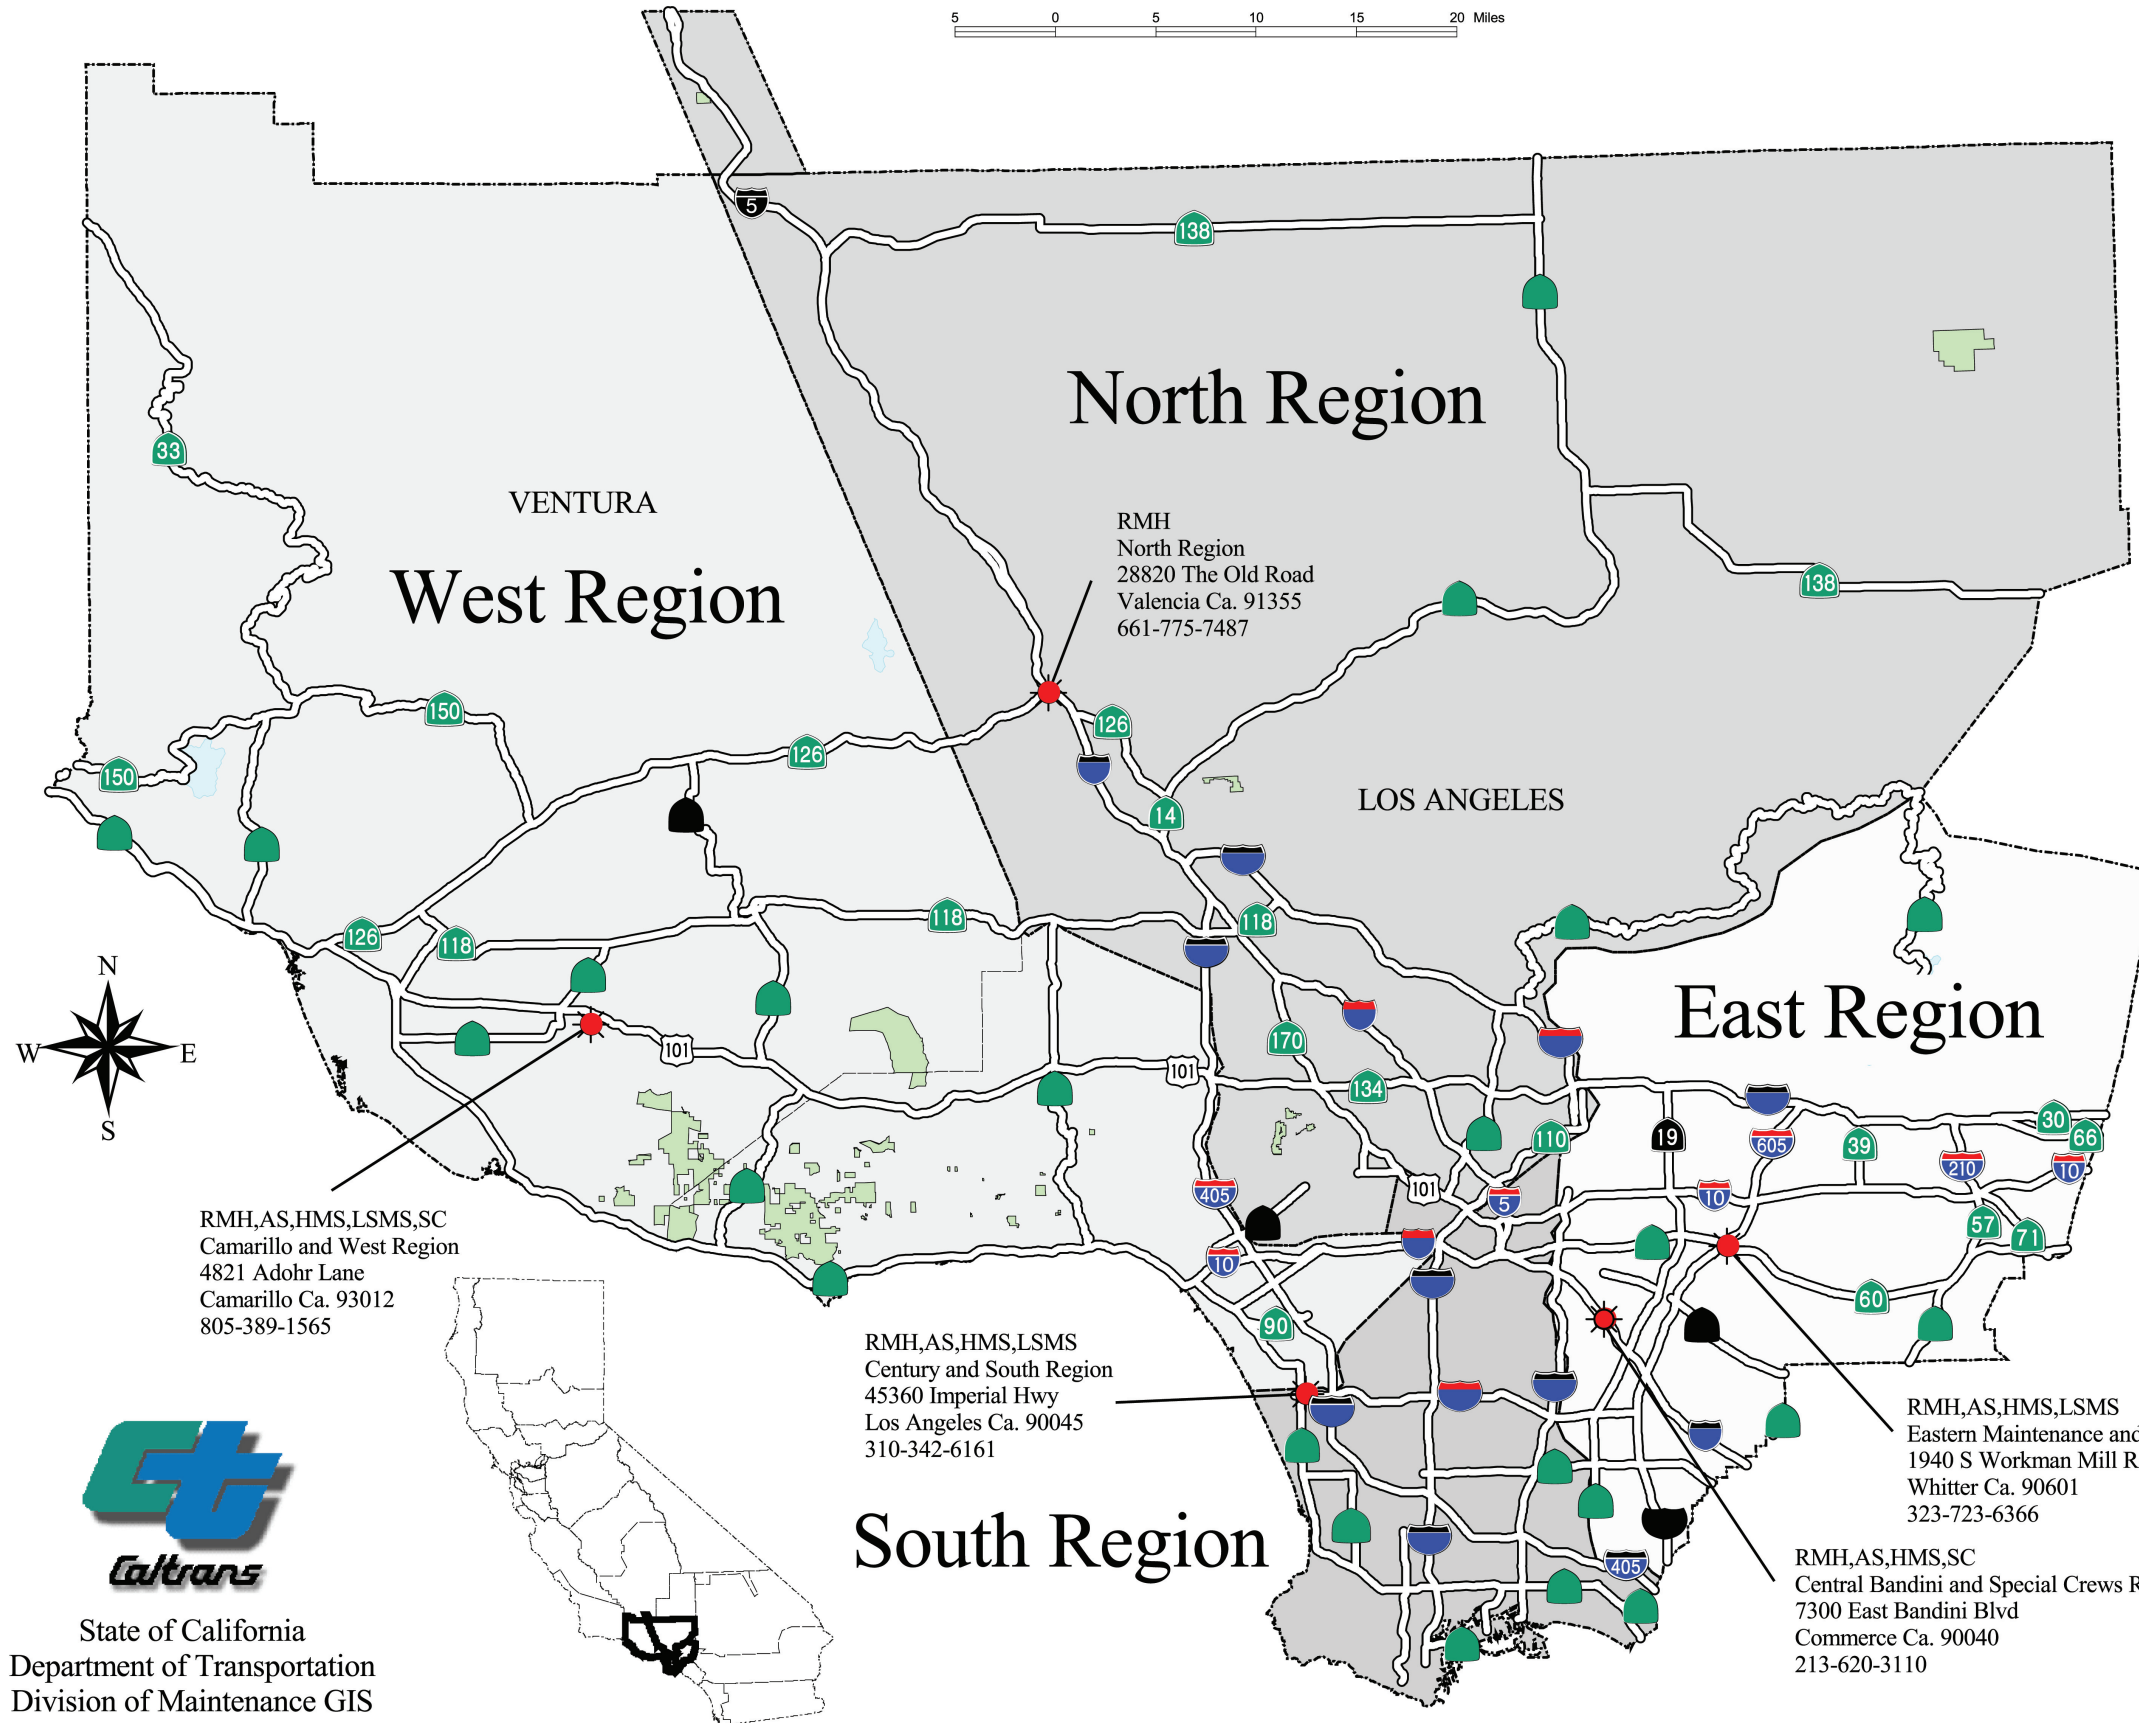 5 0 5 10 15 20 Miles
5
138
North Region
33
VENTURA
West Region
RMH
North Region
28820 The Old Road
Valencia Ca. 91355
661-775-7487
138
150
126
126
150
14
LOS ANGELES
118
118
126
118
N
W E
S
East Region
170
101
101
134
30
19
110
605
39
66
210
10
405
101
5
10
57
71
10
60
90
RMH,AS,HMS,LSMS,SC
Camarillo and West Region
4821 Adohr Lane
Camarillo Ca. 93012
805-389-1565
RMH,AS,HMS,LSMS
Century and South Region
45360 Imperial Hwy
Los Angeles Ca. 90045
310-342-6161
RMH,AS,HMS,LSMS
Eastern Maintenance and
1940 S Workman Mill R
Whitter Ca. 90601
323-723-6366
South Region
405
RMH,AS,HMS,SC
Central Bandini and Special Crews R
7300 East Bandini Blvd
Commerce Ca. 90040
213-620-3110
Ct
Caltrans
State of California
Department of Transportation
Division of Maintenance GIS